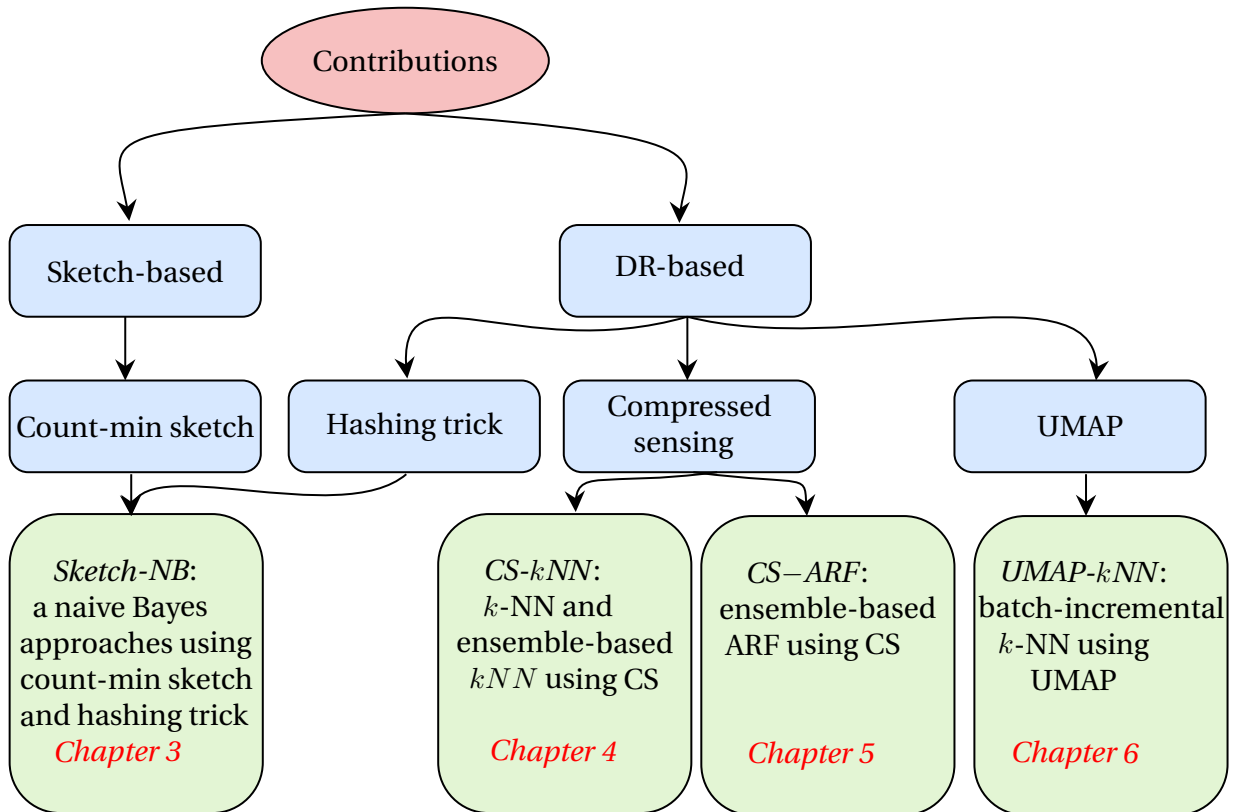 Contributions
Sketch-based
DR-based
Count-min sketch
Hashing trick
Compressed
sensing
UMAP
Sketch-NB:
a naive Bayes
approaches using
count-min sketch
and hashing trick
Chapter 3
CS-kNN:
k-NN and
ensemble-based
kNN using CS
Chapter 4
CS−ARF:
ensemble-based
ARF using CS
Chapter 5
UMAP-kNN:
batch-incremental
k-NN using
UMAP
Chapter 6